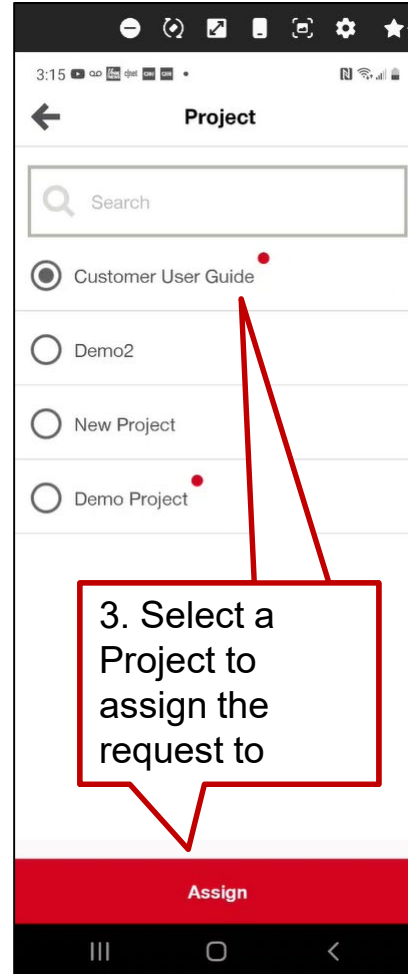 3:15
Project
Search
Customer User Guide
Demo2
New Project
Demo Project
3. Select a
Project to
assign the
request to
Assign